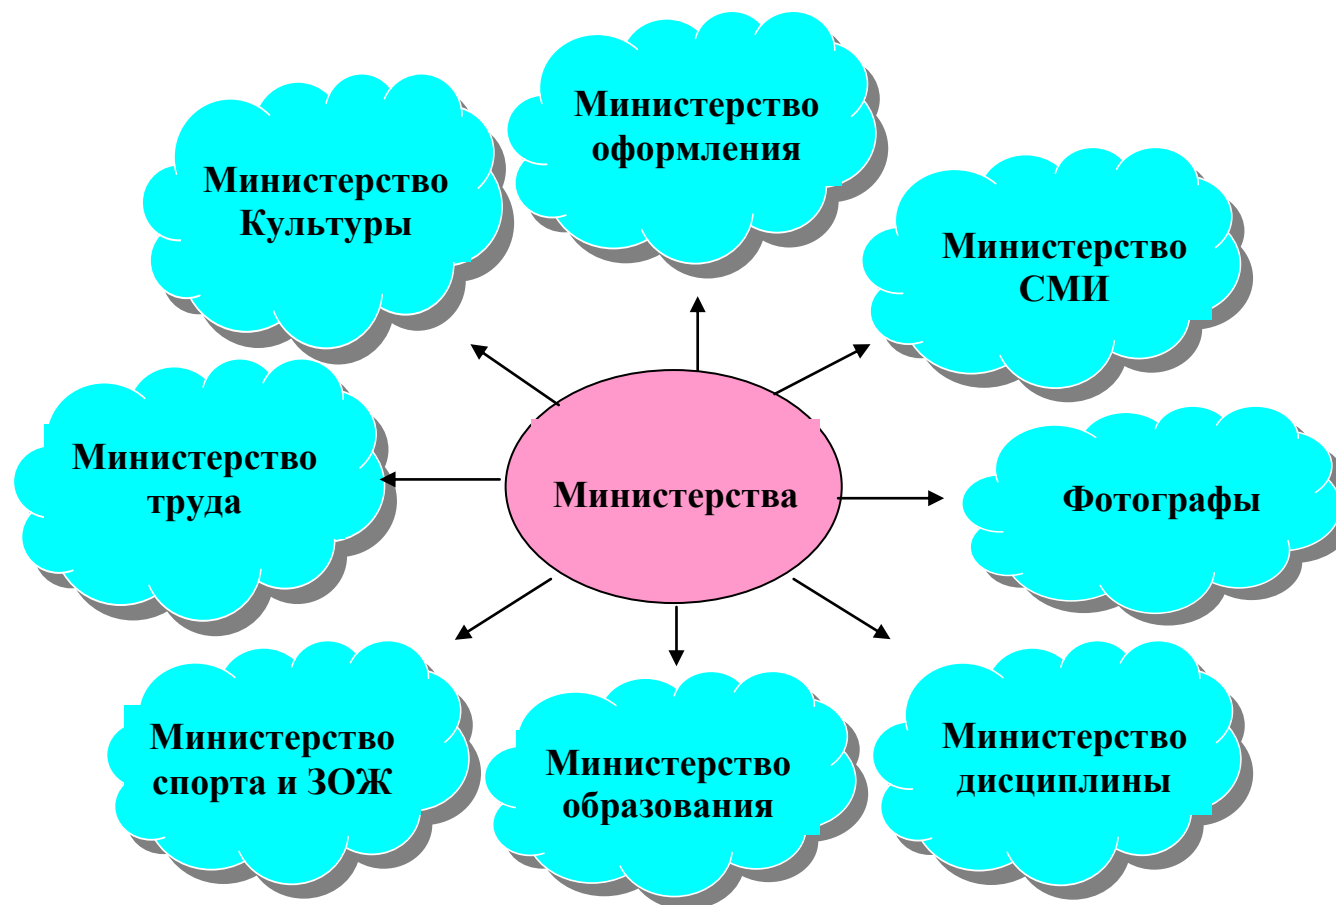 Министерство
оформления
Министерство
Культуры
Министерство
СМИ
Министерство
труда
Министерства
Фотографы
Министерство
спорта и ЗОЖ
Министерство
образования
Министерство
дисциплины